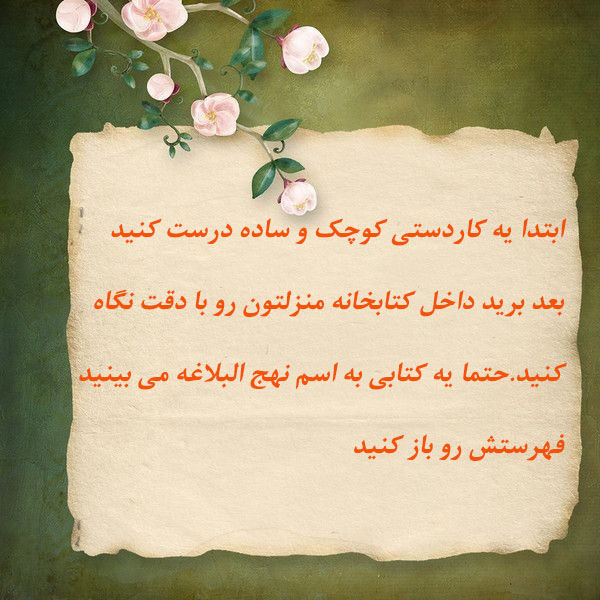 ابتدا یه کاردستی کوچک و ساده درست کنید
بعد برید داخل کتابخانه منزلتون رو با دقت نگاه
کنید.حتما یه کتابی به اسم نهج البلاغه می بینید
فهرستش رو باز کنید